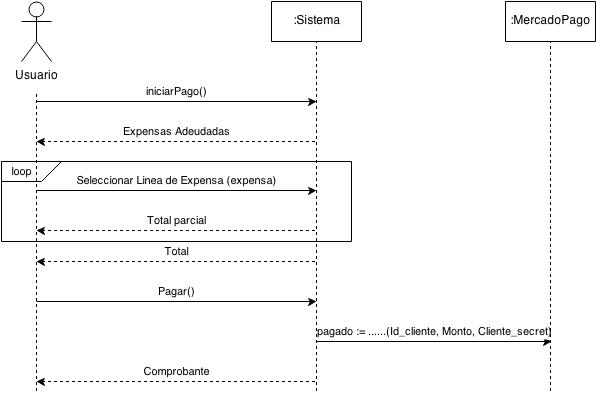 :Sistema
:MercadoPago
Usuario
iniciarPago()
Expensas Adeudadas
loop
Seleccionar Linea de Expensa (expensa)
Total parcial
Total
Pagar()
pagado := ......(Id_cliente, Monto, Cliente_secret)
Comprobante